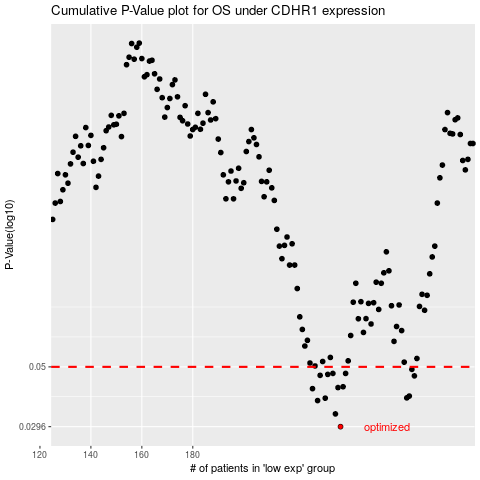 Cumulative P-Value plot for OS under CDHR1 expression
P-Value(log10)
0.05
0.0296
optimized
120 140 160 180
# of patients in 'low exp' group